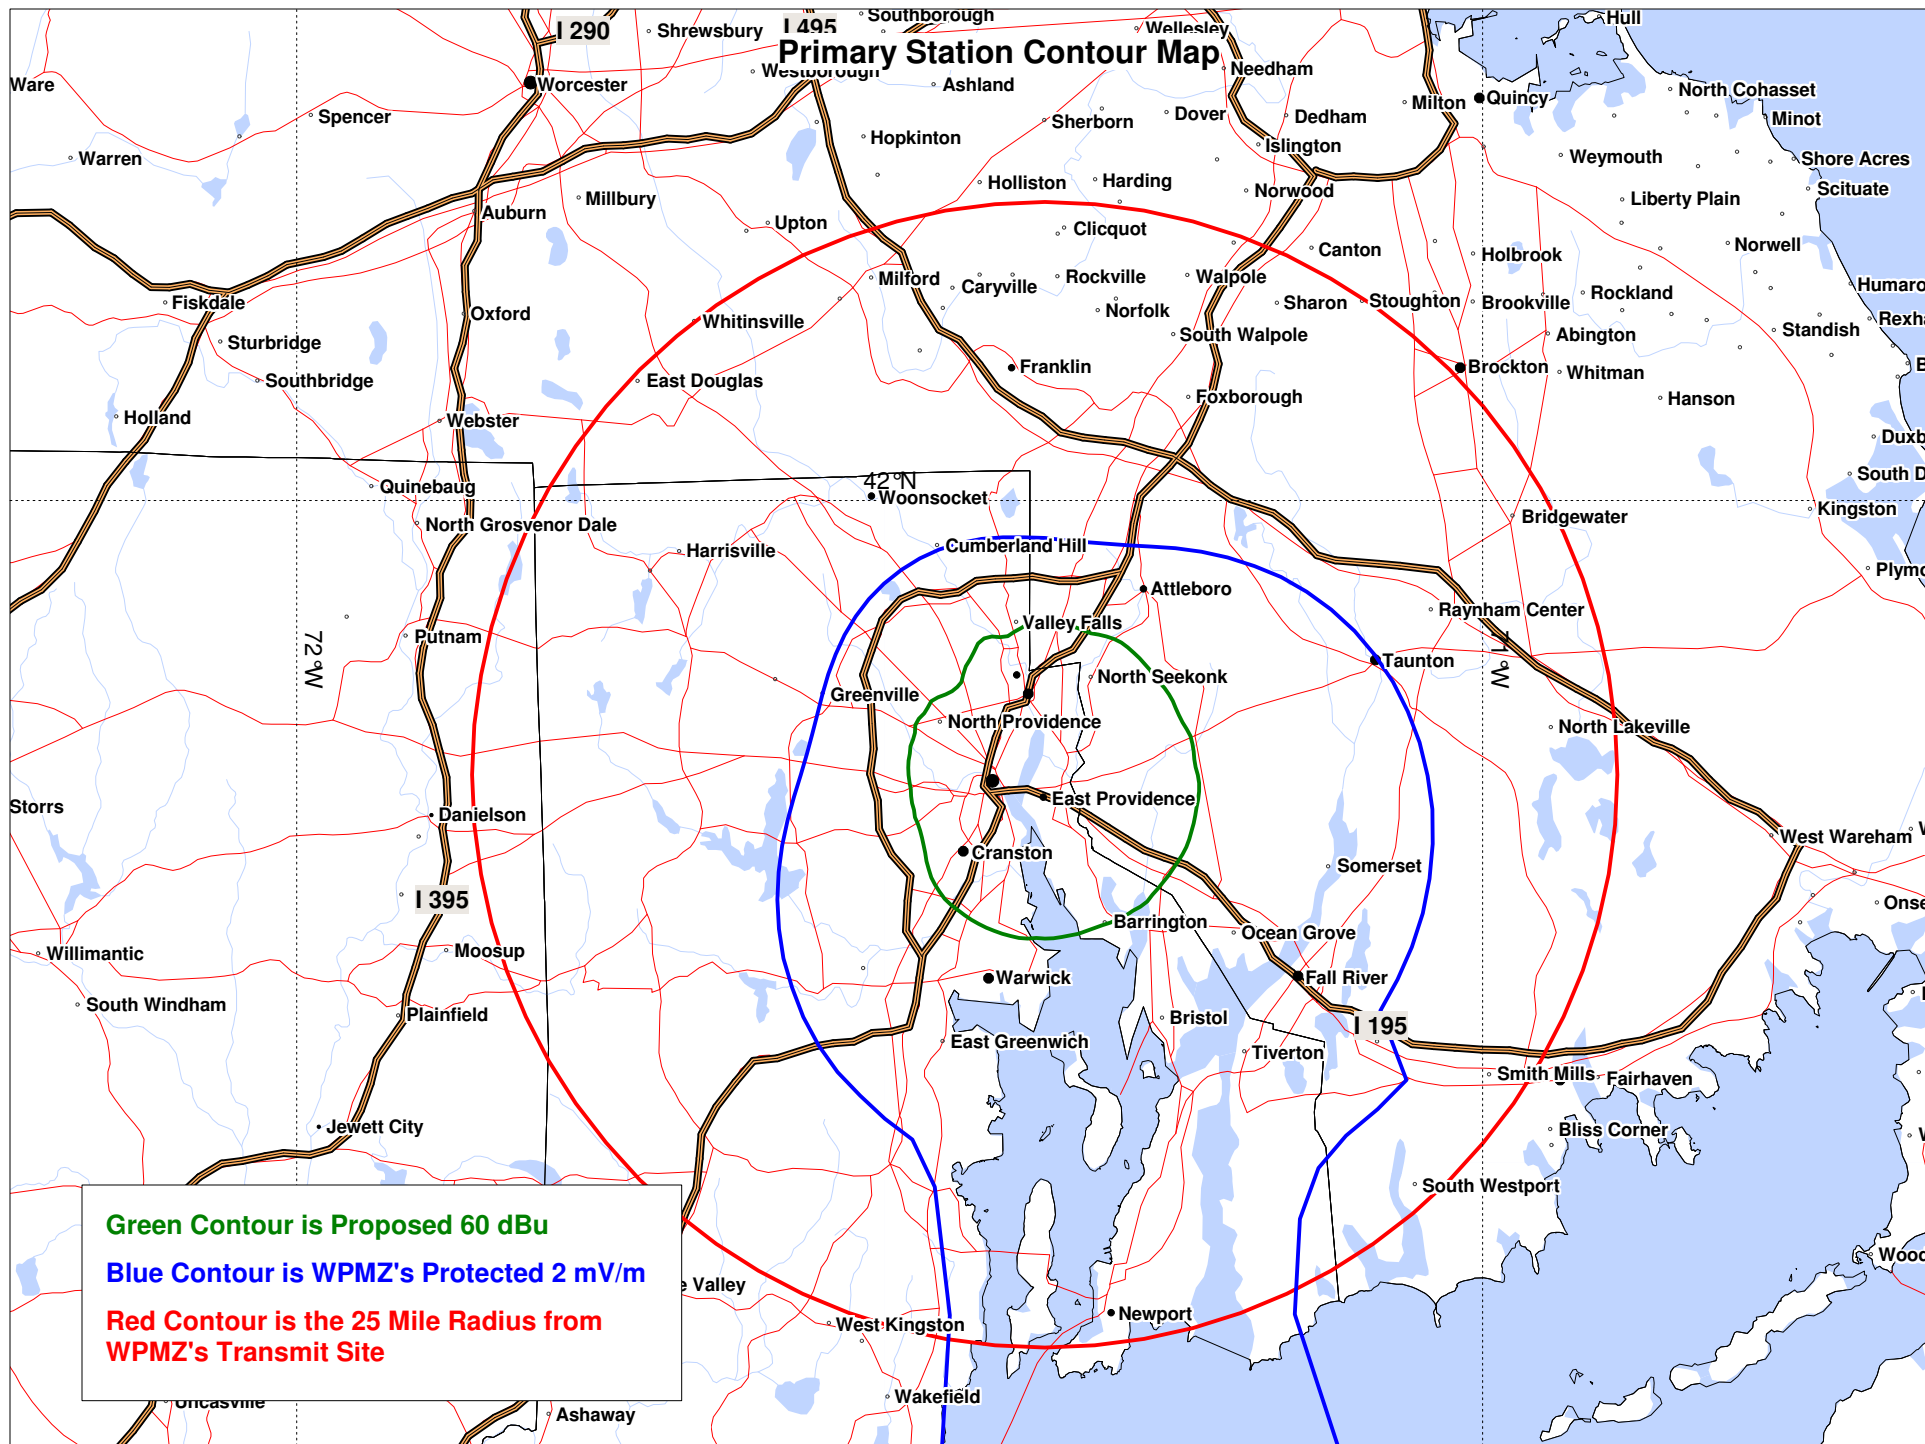 Southborough
Hull
I 290
Shrewsbury
I 495
Wellesley
Primary Station Contour Map
Needham
Westborough
Ware
Worcester
Ashland
North Cohasset
Milton
Quincy
Spencer
Sherborn
Dover
Dedham
Minot
Hopkinton
Islington
Warren
Weymouth
Shore Acres
Holliston
Harding
Norwood
Scituate
Millbury
Liberty Plain
Auburn
Upton
Clicquot
Canton
Norwell
Holbrook
Milford
Caryville
Rockville
Walpole
Humaro
Fiskdale
Sharon
Stoughton
Brookville
Rockland
Oxford
Whitinsville
Norfolk
Rexha
South Walpole
Abington
Standish
Sturbridge
Franklin
Brockton
Whitman
B
Southbridge
East Douglas
Foxborough
Hanson
Holland
Webster
Duxb
South D
42°N
Quinebaug
Woonsocket
Kingston
North Grosvenor Dale
Bridgewater
Harrisville
Cumberland Hill
Plymo
Attleboro
Raynham Center
Valley Falls
Putnam
72°W
71°W
Taunton
North Seekonk
Greenville
North Providence
North Lakeville
East Providence
Storrs
Danielson
West Wareham
W
Cranston
Somerset
I 395
Onse
Barrington
Ocean Grove
Willimantic
Moosup
Warwick
Fall River
South Windham
Plainfield
Bristol
I 195
East Greenwich
Tiverton
Smith Mills
Fairhaven
Jewett City
Bliss Corner
South Westport
Green Contour is Proposed 60 dBu
Wood
Blue Contour is WPMZ's Protected 2 mV/m
e Valley
Newport
Red Contour is the 25 Mile Radius from
WPMZ's Transmit Site
West Kingston
Wakefield
Uncasville
Ashaway